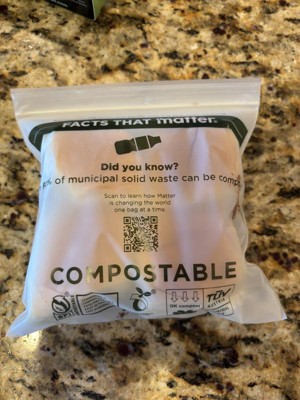 FACTS THAT matter.
Did you know?
% of municipal solid waste can be
Scan to learn how Matter
is changing the world
one bag at a time
COMPOSTABLE
OK compost
TÜV